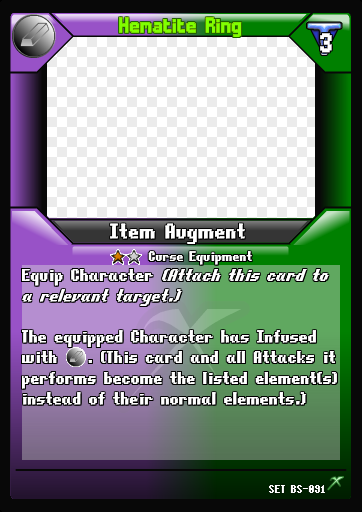 Hematite Ring
3
Item Augment
Curse Equipment
Equip Character (Attach this card to
a relevant target.)
The equipped Character has Infused
with . (This card and all Attacks it
performs become the listed element(s)
instead of their normal elements.)
SET BS-091